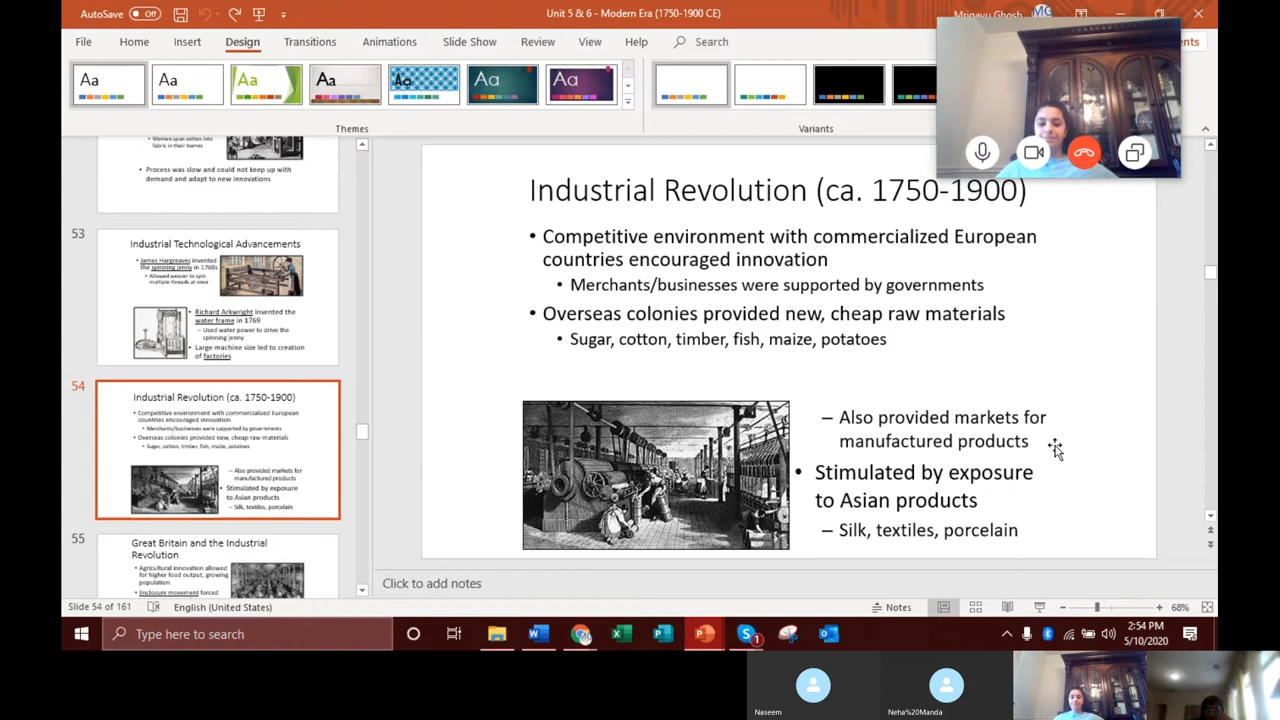 AutoSave Off
Unit 5 & 6 - Modern Era (1750-1900 CE)
Mrigayu Ghosh
MG
File Home Insert Design Transitions Animations Slide Show Review View Help Search
Aa Aa Aa Aa Aa Aa Aa
Themes
Variants
Women spun cotton into
fabric in their homes
Process was slow and could not keep up with
demand and adapt to new innovations
53
Industrial Technological Advancements
• James Hargreaves invented
the spinning jenny in 1760s
• Allowed weaver to spin
multiple threads at once
• Richard Arkwright invented the
water frame in 1769
– Used water power to drive the
spinning jenny
• Large machine size led to creation
of factories
54
Industrial Revolution (ca. 1750-1900)
• Competitive environment with commercialized European
countries encouraged innovation
• Merchants/businesses were supported by governments
• Overseas colonies provided new, cheap raw materials
• Sugar, cotton, timber, fish, maize, potatoes
– Also provided markets for
manufactured products
• Stimulated by exposure
to Asian products
– Silk, textiles, porcelain
55
Great Britain and the Industrial
Revolution
• Agricultural innovation allowed
for higher food output, growing
population
• Enclosure movement forced
Industrial Revolution (ca. 1750-1900)
• Competitive environment with commercialized European
countries encouraged innovation
• Merchants/businesses were supported by governments
• Overseas colonies provided new, cheap raw materials
• Sugar, cotton, timber, fish, maize, potatoes
– Also provided markets for
manufactured products
• Stimulated by exposure
to Asian products
– Silk, textiles, porcelain
Click to add notes
Slide 54 of 161 English (United States) Notes 68%
Type here to search
2:54 PM
5/10/2020
Naseem
Neha%20Manda